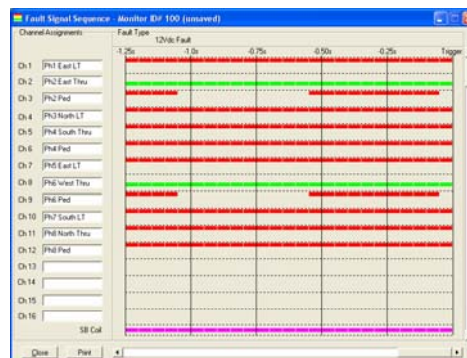 Fault Signal Sequence - Monitor ID# 100 (unsaved)
Channel Assignments
Fault Type
12Vdc Fault
-1.25s -1.0s -0.75s -0.50s -0.25s Trigger
Ch 1 Ph1 East LT
Ch 2 Ph2 East Thru
Ch 3 Ph2 Ped
Ch 4 Ph3 North LT
Ch 5 Ph4 South Thru
Ch 6 Ph4 Ped
Ch 7 Ph5 East LT
Ch 8 Ph6 West Thru
Ch 9 Ph6 Ped
Ch 10 Ph7 South LT
Ch 11 Ph8 North Thru
Ch 12 Ph8 Ped
Ch 13
Ch 14
Ch 15
Ch 16
SB Coil
Close Print